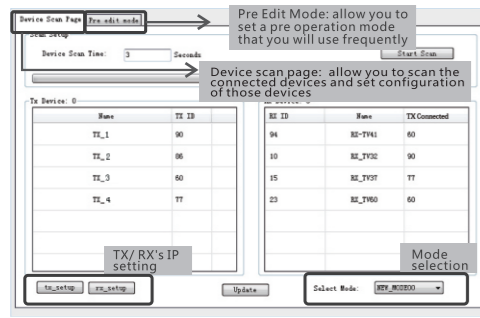 Device Scan Page
Pre edit mode
Pre Edit Mode: allow you to
set a pre operation mode
that you will use frequently
Scan Setup
Device Scan Time:
3
Seconds
Start Scan
Device scan page: allow you to scan the
connected devices and set configuration
of those devices
Tx Device: 0
Name
TX ID
TX_1
90
TX_2
86
TX_3
60
TX_4
77
RX ID
Name
TX Connected
94
RX-TV41
60
10
RX_TV32
90
15
RX_TV37
77
23
RX_TV60
60
TX/ RX's IP
setting
Mode
selection
tx_setup
rx_setup
Update
Select Mode:
NEW_MODE00